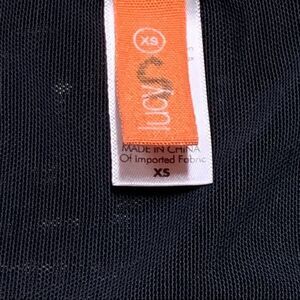 XS
lucy
MADE IN CHINA
Of Imported Fabric
XS